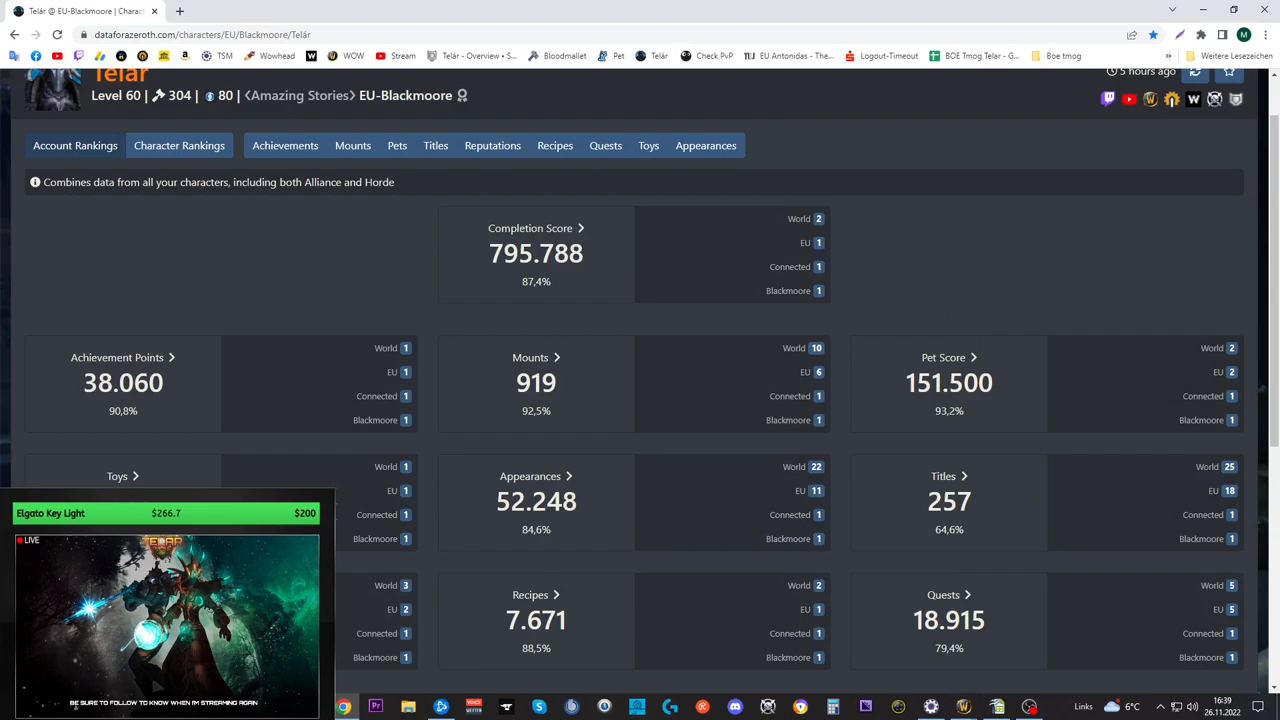 Telár @ EU-Blackmoore | Charact
dataforazeroth.com/characters/EU/Blackmoore/Telár
TSM
Wowhead
WOW
Stream
Telár - Overview - S...
Bloodmallet
Pet
Telár
Check PvP
EU Antonidas - The...
Logout-Timeout
BOE Tmog Telar - G...
Boe tmog
»
Weitere Lesezeichen
M
Telár
5 hours ago
Level 60 | 304 | 80 | <Amazing Stories> EU-Blackmoore
Account Rankings Character Rankings Achievements Mounts Pets Titles Reputations Recipes Quests Toys Appearances
Combines data from all your characters, including both Alliance and Horde
Completion Score
795.788
87,4%
World 2
EU 1
Connected 1
Blackmoore 1
Achievement Points
38.060
90,8%
World 1
EU 1
Connected 1
Blackmoore 1
Mounts
919
92,5%
World 10
EU 6
Connected 1
Blackmoore 1
Pet Score
151.500
93,2%
World 2
EU 2
Connected 1
Blackmoore 1
Toys
World 1
EU 1
Connected 1
Blackmoore 1
Appearances
52.248
84,6%
World 22
EU 11
Connected 1
Blackmoore 1
Titles
257
64,6%
World 25
EU 18
Connected 1
Blackmoore 1
World 3
EU 2
Connected 1
Blackmoore 1
Recipes
7.671
88,5%
World 2
EU 1
Connected 1
Blackmoore 1
Quests
18.915
79,4%
World 5
EU 5
Connected 1
Blackmoore 1
Elgato Key Light $266.7 $200
LIVE
TELAR
BE SURE TO FOLLOW TO KNOW WHEN I'M STREAMING AGAIN
Links
6°C
16:39
26.11.2022